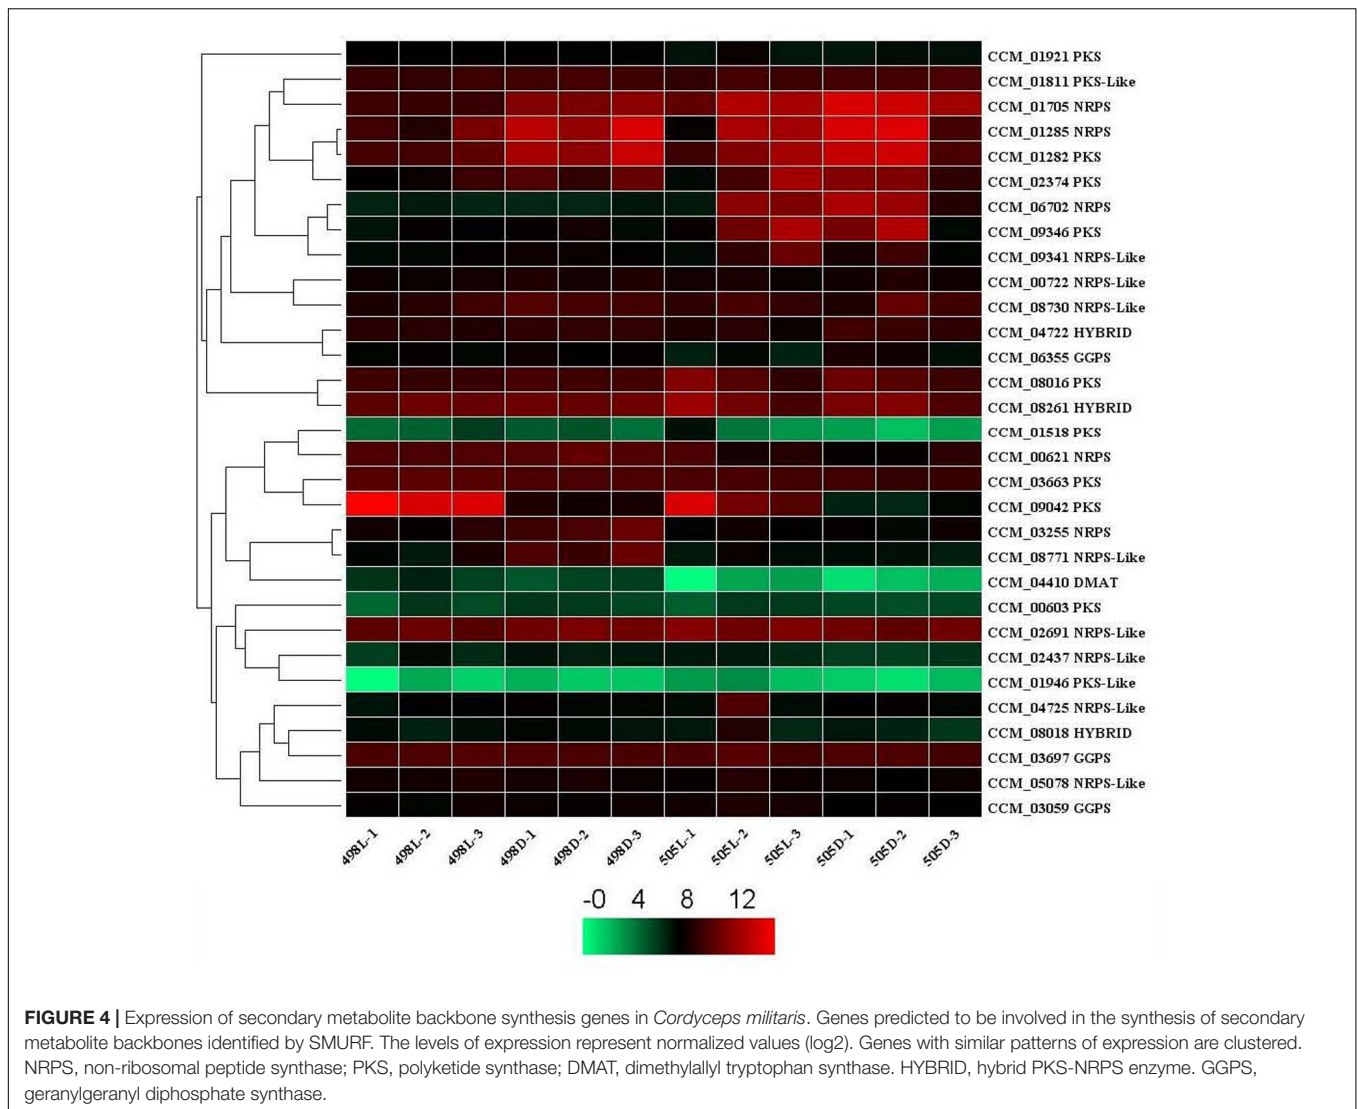 CCM_01921 PKS
CCM_01811 PKS-Like
CCM_01705 NRPS
CCM_01285 NRPS
CCM_01282 PKS
CCM_02374 PKS
CCM_06702 NRPS
CCM_09346 PKS
CCM_09341 NRPS-Like
CCM_00722 NRPS-Like
CCM_08730 NRPS-Like
CCM_04722 HYBRID
CCM_06355 GGPS
CCM_08016 PKS
CCM_08261 HYBRID
CCM_01518 PKS
CCM_00621 NRPS
CCM_03663 PKS
CCM_09042 PKS
CCM_03255 NRPS
CCM_08771 NRPS-Like
CCM_04410 DMAT
CCM_00603 PKS
CCM_02691 NRPS-Like
CCM_02437 NRPS-Like
CCM_01946 PKS-Like
CCM_04725 NRPS-Like
CCM_08018 HYBRID
CCM_03697 GGPS
CCM_05078 NRPS-Like
CCM_03059 GGPS
498L-1 498L-2 498L-3 498D-1 498D-2 498D-3 505L-1 505L-2 505L-3 505D-1 505D-2 505D-3
-0 4 8 12
FIGURE 4 | Expression of secondary metabolite backbone synthesis genes in Cordyceps militaris. Genes predicted to be involved in the synthesis of secondary
metabolite backbones identified by SMURF. The levels of expression represent normalized values (log2). Genes with similar patterns of expression are clustered.
NRPS, non-ribosomal peptide synthase; PKS, polyketide synthase; DMAT, dimethylallyl tryptophan synthase. HYBRID, hybrid PKS-NRPS enzyme. GGPS,
geranylgeranyl diphosphate synthase.